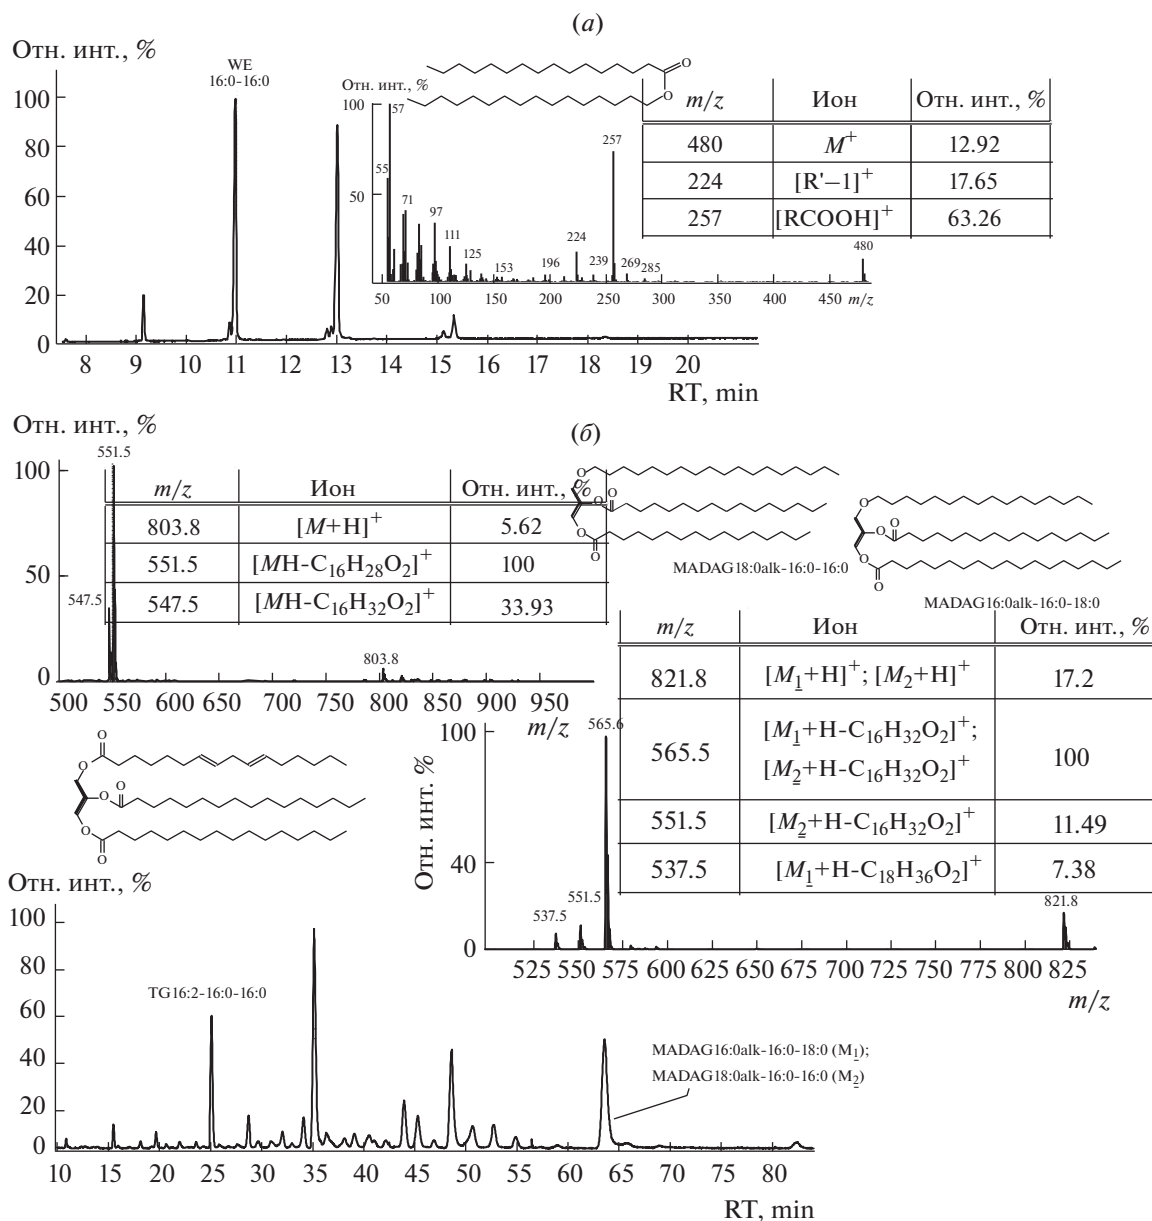 (а)
Отн. инт., %
WE
16:0-16:0
100
80
60
40
20
0
8 9 10 11 12 13 14 15 16 17 18 19 20
RT, min
Отн. инт., %
100
50
57
55
71
97
111
125
153
196
224
239
257
269
285
480
50 100 150 200 250 300 350 400 450 m/z
O
O
m/z Ион Отн. инт., %
480 M+ 12.92
224 [R'–1]+ 17.65
257 [RCOOH]+ 63.26
(б)
Отн. инт., %
551.5
100
50
0
547.5
803.8
500 550 600 650 700 750 800 850 900 950
m/z
m/z Ион Отн. инт., %
803.8 [M+H]+ 5.62
551.5 [MH-C16H28O2]+ 100
547.5 [MH-C16H32O2]+ 33.93
O
O
O
O
O
MADAG18:0alk-16:0-16:0
O
O
O
O
O
MADAG16:0alk-16:0-18:0
m/z Ион Отн. инт., %
821.8 [M1+H]+; [M2+H]+ 17.2
565.5 [M1+H-C16H32O2]+;
[M2+H-C16H32O2]+ 100
551.5 [M2+H-C16H32O2]+ 11.49
537.5 [M1+H-C18H36O2]+ 7.38
Отн. инт. %
100
40
0
565.6
551.5
537.5
821.8
525 550 575 600 625 650 675 700 725 750 775 800 825
m/z
O
O
O
O
O
O
Отн. инт., %
100
80
60
40
20
0
TG16:2-16:0-16:0
MADAG16:0alk-16:0-18:0 (M1);
MADAG18:0alk-16:0-16:0 (M2)
10 15 20 25 30 35 40 45 50 55 60 65 70 75 80
RT, min